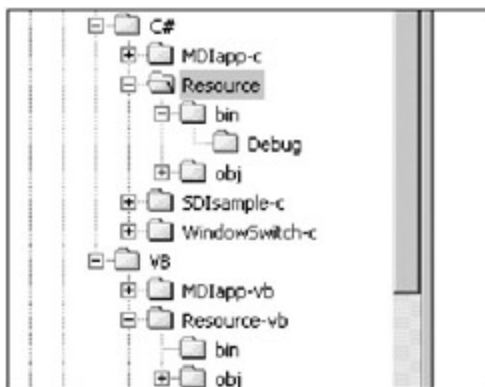 C#
MDIapp-c
Resource
bin
Debug
obj
SDIsample-c
WindowSwitch-c
VB
MDIapp-vb
Resource-vb
bin
obj